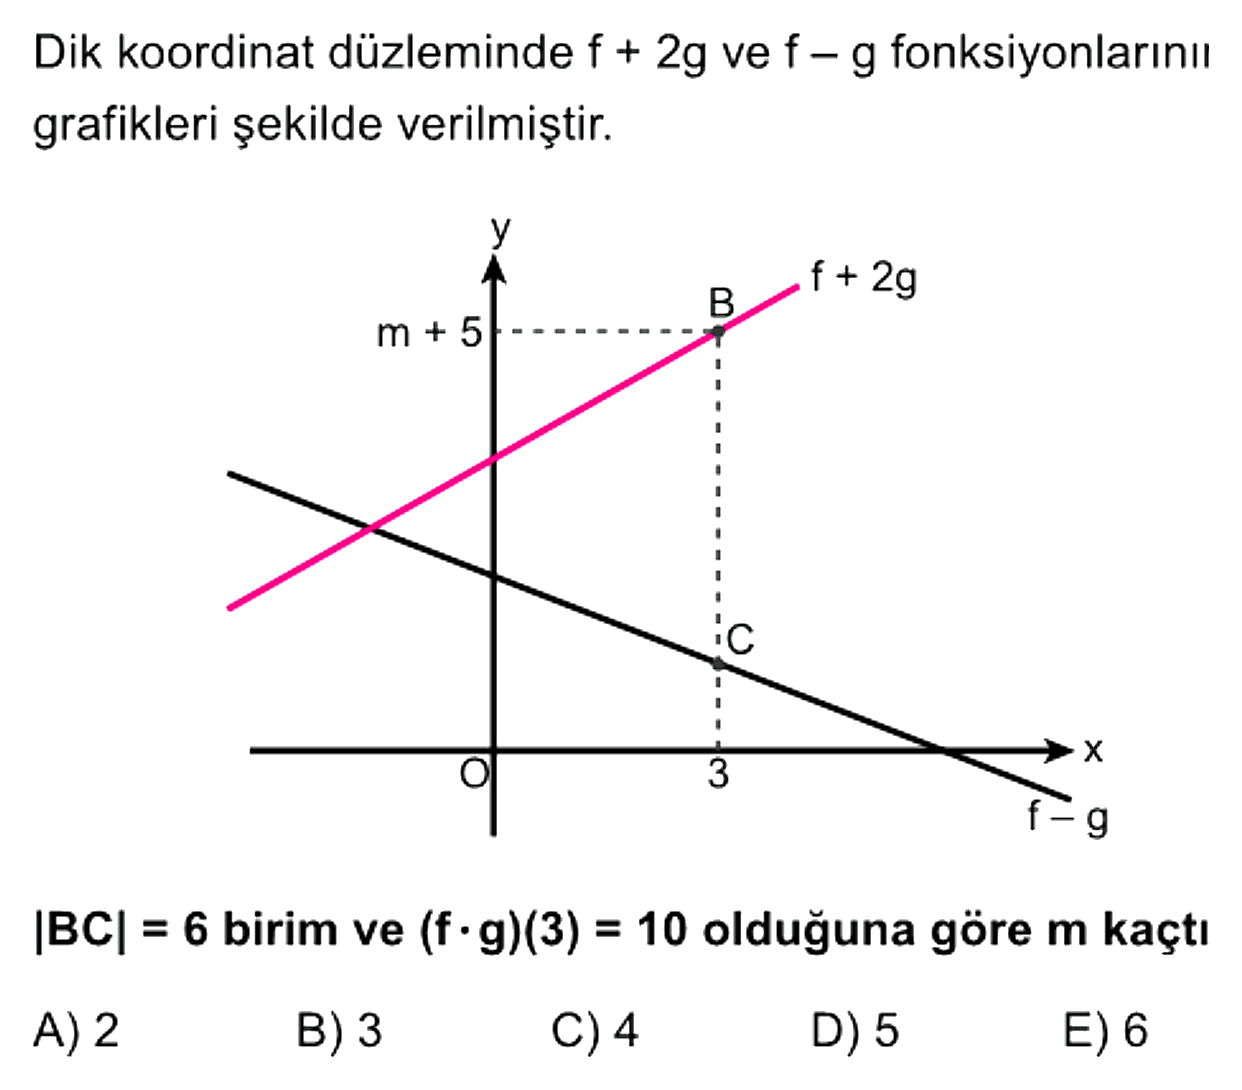 Dik koordinat düzleminde f + 2g ve f – g fonksiyonlarının
grafikleri şekilde verilmiştir.
y
f + 2g
B
m + 5
C
x
O
3
f – g
|BC| = 6 birim ve (f · g)(3) = 10 olduğuna göre m kaçtı
A) 2 B) 3 C) 4 D) 5 E) 6